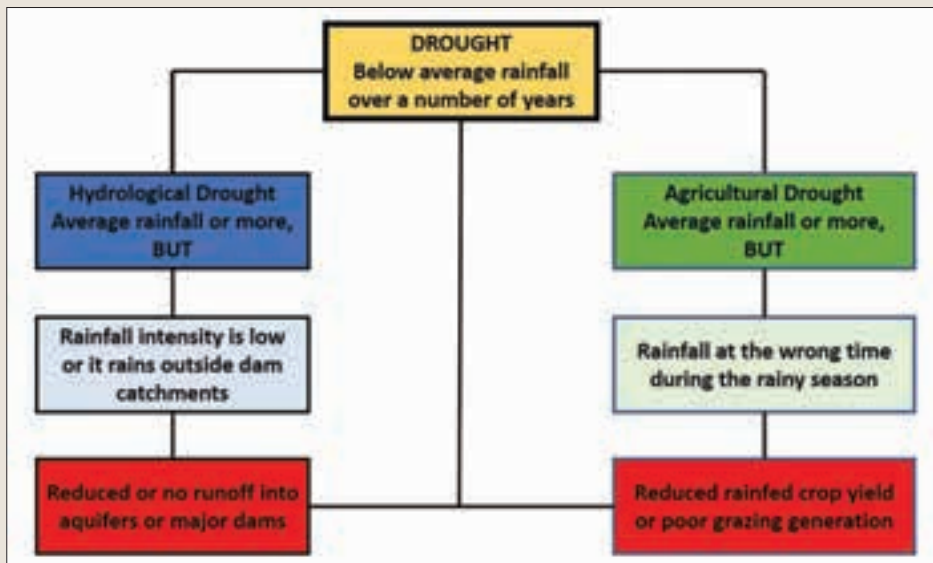 DROUGHT
Below average rainfall
over a number of years
Hydrological Drought
Average rainfall or more,
BUT
Agricultural Drought
Average rainfall or more,
BUT
Rainfall intensity is low
or it rains outside dam
catchments
Rainfall at the wrong time
during the rainy season
Reduced or no runoff into
aquifers or major dams
Reduced rainfed crop yield
or poor grazing generation